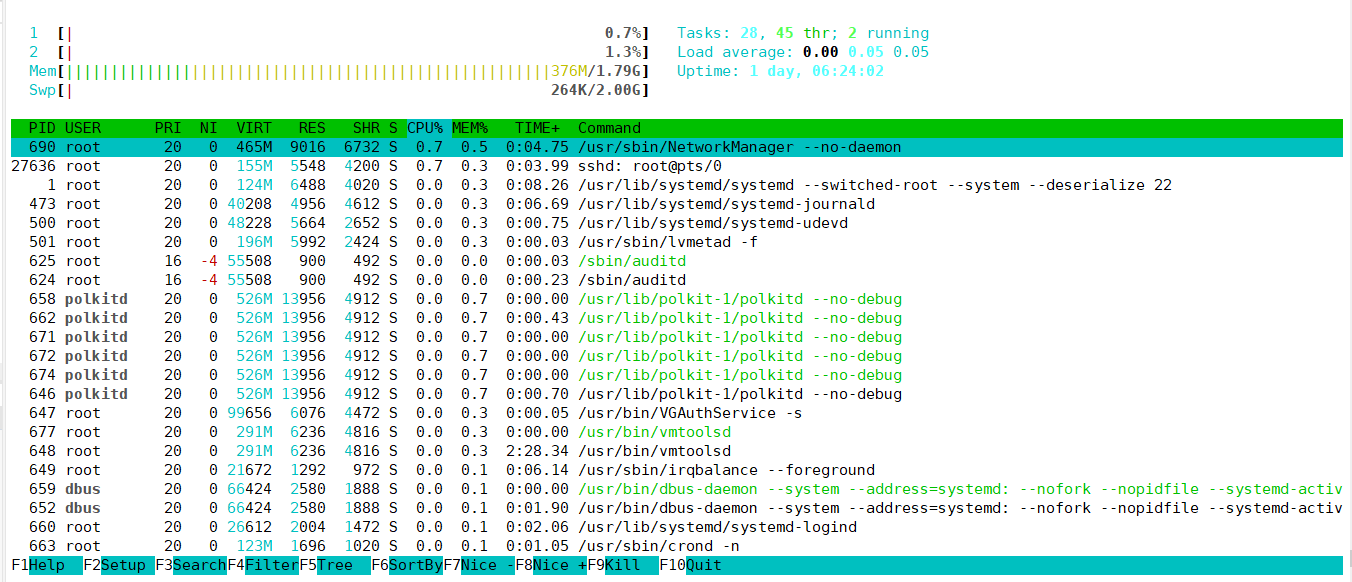 1 [| 0.7%] Tasks: 28, 45 thr; 2 running
2 [| 1.3%] Load average: 0.00 0.05 0.05
Mem[||||||||||||||||||||||||||||||||||||||||||||||||||||||376M/1.79G] Uptime: 1 day, 06:24:02
Swp[| 264K/2.00G]
PID USER PRI NI VIRT RES SHR S CPU% MEM% TIME+ Command
690 root 20 0 465M 9016 6732 S 0.7 0.5 0:04.75 /usr/sbin/NetworkManager --no-daemon
27636 root 20 0 155M 5548 4200 S 0.7 0.3 0:03.99 sshd: root@pts/0
1 root 20 0 124M 6488 4020 S 0.0 0.3 0:08.26 /usr/lib/systemd/systemd --switched-root --system --deserialize 22
473 root 20 0 40208 4956 4612 S 0.0 0.3 0:06.69 /usr/lib/systemd/systemd-journald
500 root 20 0 48228 5664 2652 S 0.0 0.3 0:00.75 /usr/lib/systemd/systemd-udevd
501 root 20 0 196M 5992 2424 S 0.0 0.3 0:00.03 /usr/sbin/lvmetad -f
625 root 16 -4 55508 900 492 S 0.0 0.0 0:00.03 /sbin/auditd
624 root 16 -4 55508 900 492 S 0.0 0.0 0:00.23 /sbin/auditd
658 polkitd 20 0 526M 13956 4912 S 0.0 0.7 0:00.00 /usr/lib/polkit-1/polkitd --no-debug
662 polkitd 20 0 526M 13956 4912 S 0.0 0.7 0:00.43 /usr/lib/polkit-1/polkitd --no-debug
671 polkitd 20 0 526M 13956 4912 S 0.0 0.7 0:00.00 /usr/lib/polkit-1/polkitd --no-debug
672 polkitd 20 0 526M 13956 4912 S 0.0 0.7 0:00.00 /usr/lib/polkit-1/polkitd --no-debug
674 polkitd 20 0 526M 13956 4912 S 0.0 0.7 0:00.00 /usr/lib/polkit-1/polkitd --no-debug
646 polkitd 20 0 526M 13956 4912 S 0.0 0.7 0:00.70 /usr/lib/polkit-1/polkitd --no-debug
647 root 20 0 99656 6076 4472 S 0.0 0.3 0:00.05 /usr/bin/VGAuthService -s
677 root 20 0 291M 6236 4816 S 0.0 0.3 0:00.00 /usr/bin/vmtoolsd
648 root 20 0 291M 6236 4816 S 0.0 0.3 2:28.34 /usr/bin/vmtoolsd
649 root 20 0 21672 1292 972 S 0.0 0.1 0:06.14 /usr/sbin/irqbalance --foreground
659 dbus 20 0 66424 2580 1888 S 0.0 0.1 0:00.00 /usr/bin/dbus-daemon --system --address=systemd: --nofork --nopidfile --systemd-activ
652 dbus 20 0 66424 2580 1888 S 0.0 0.1 0:01.90 /usr/bin/dbus-daemon --system --address=systemd: --nofork --nopidfile --systemd-activ
660 root 20 0 26612 2004 1472 S 0.0 0.1 0:02.06 /usr/lib/systemd/systemd-logind
663 root 20 0 123M 1696 1020 S 0.0 0.1 0:01.05 /usr/sbin/crond -n
F1Help F2Setup F3SearchF4FilterF5Tree F6SortByF7Nice -F8Nice +F9Kill F10Quit